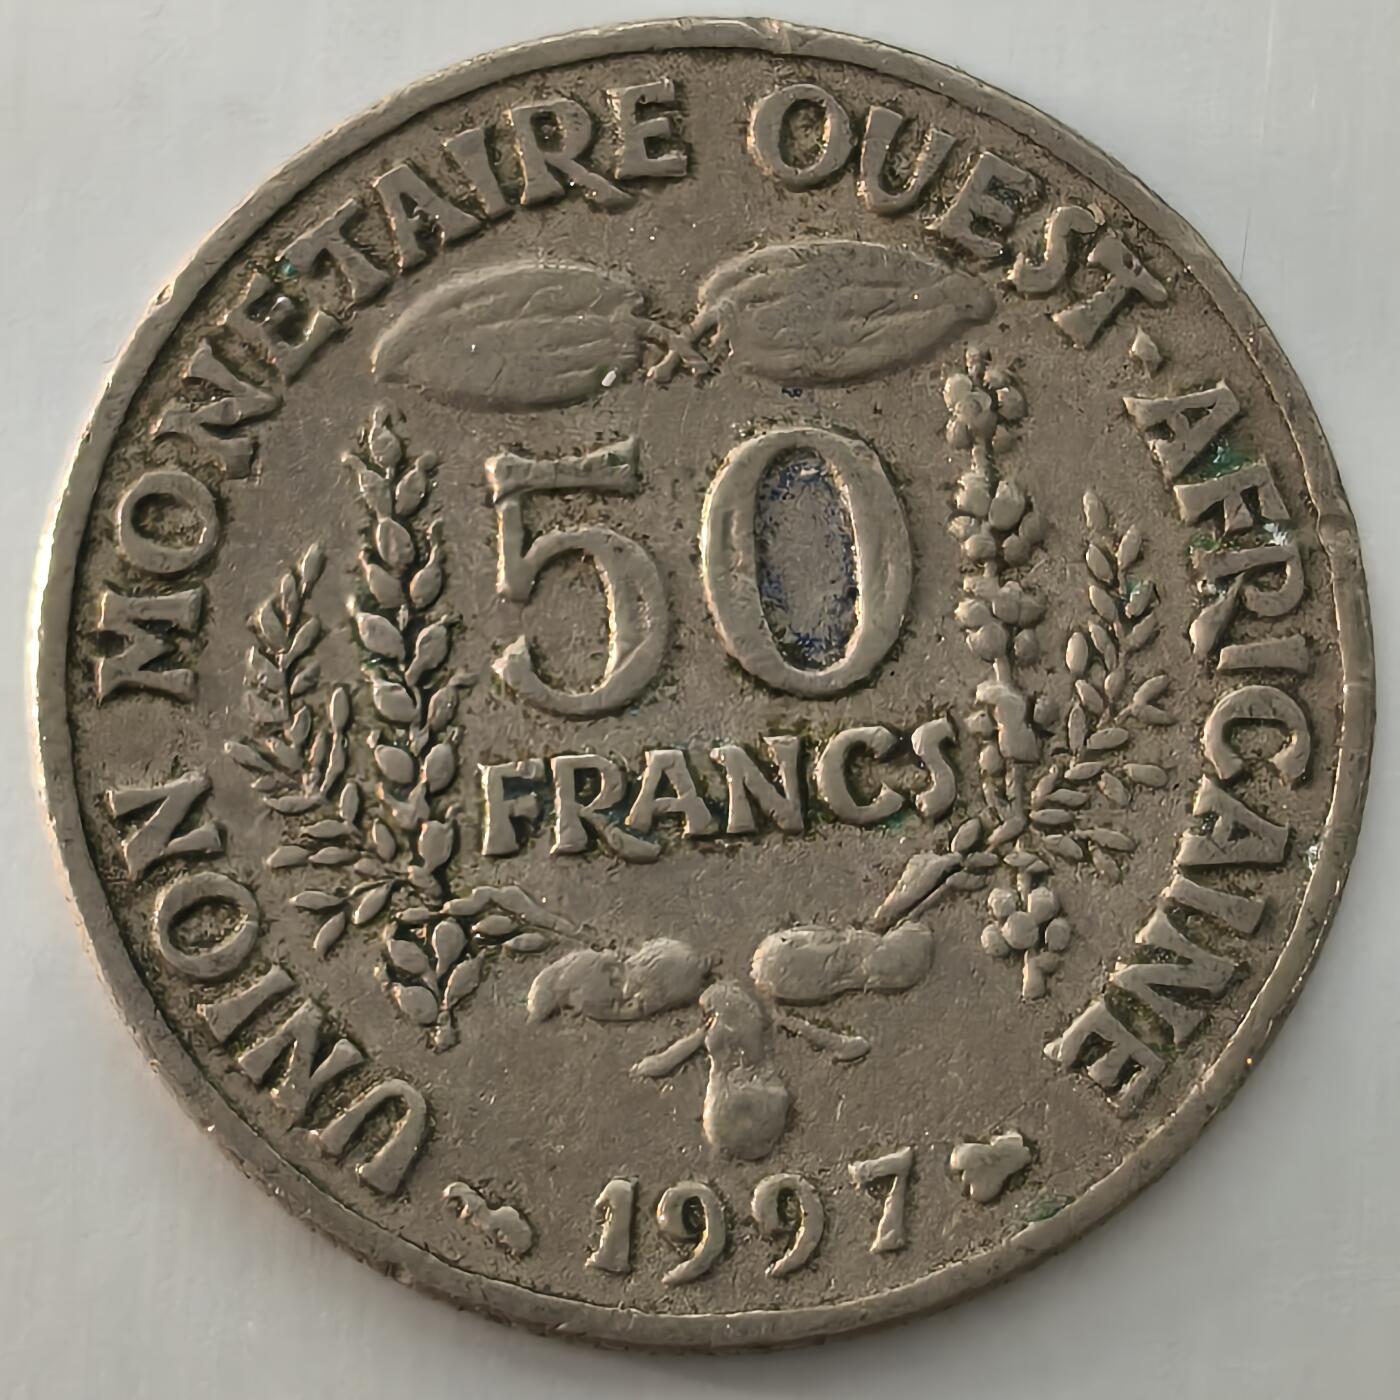 UNION MONETAIRE OUEST·AFRICAINE
50
FRANCS
1997